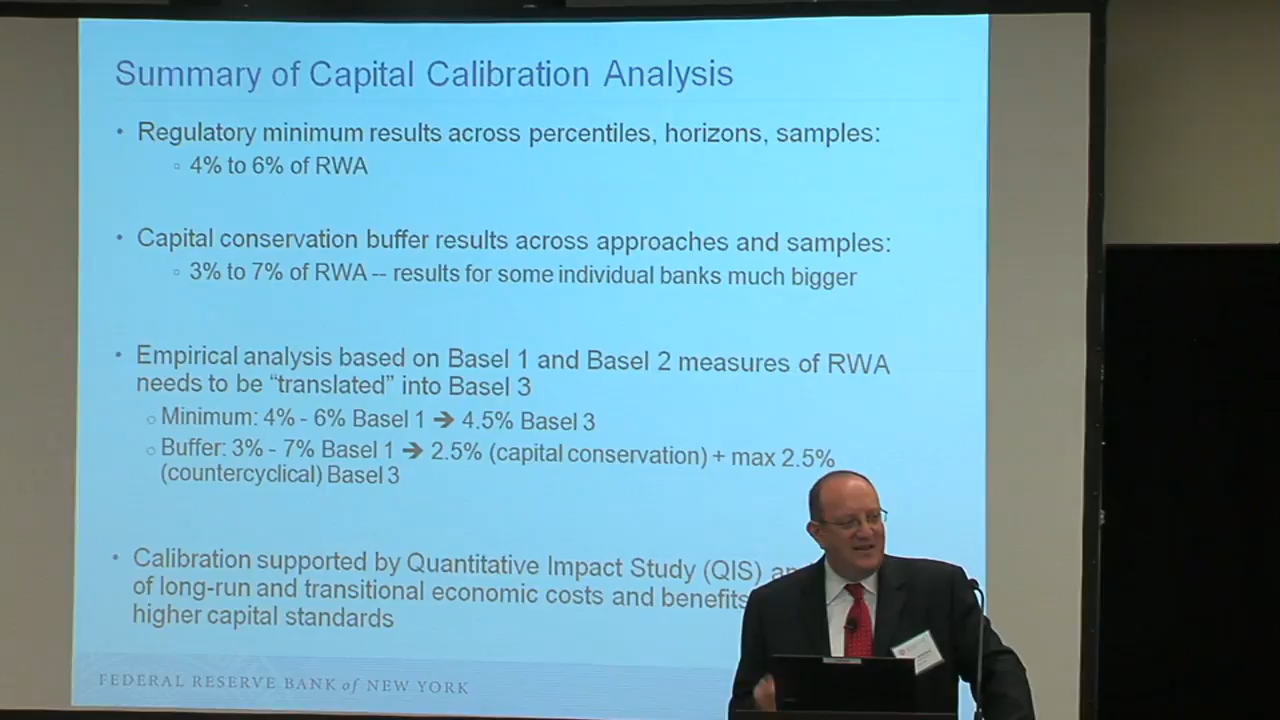 Summary of Capital Calibration Analysis
• Regulatory minimum results across percentiles, horizons, samples:
▫ 4% to 6% of RWA
• Capital conservation buffer results across approaches and samples:
▫ 3% to 7% of RWA -- results for some individual banks much bigger
• Empirical analysis based on Basel 1 and Basel 2 measures of RWA
needs to be “translated” into Basel 3
○ Minimum: 4% - 6% Basel 1 ➔ 4.5% Basel 3
○ Buffer: 3% - 7% Basel 1 ➔ 2.5% (capital conservation) + max 2.5%
(countercyclical) Basel 3
• Calibration supported by Quantitative Impact Study (QIS)
of long-run and transitional economic costs and benefits
higher capital standards
FEDERAL RESERVE BANK of NEW YORK